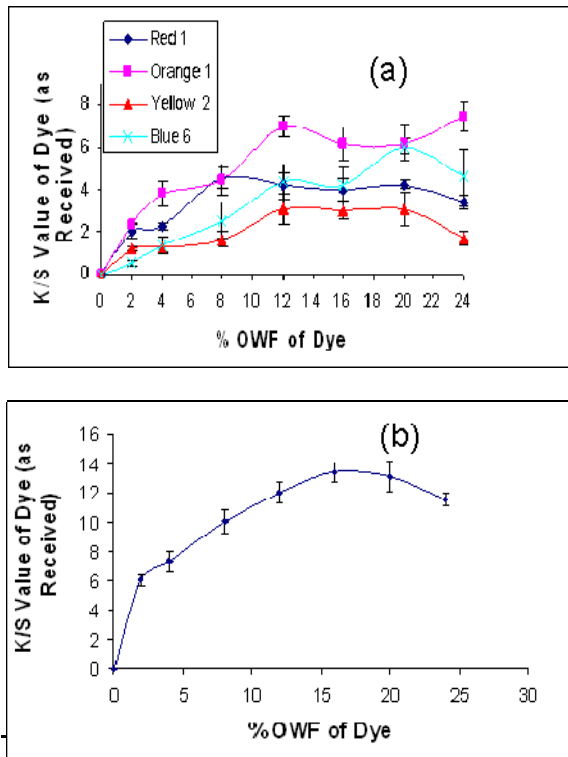 Red 1
Orange 1
Yellow 2
Blue 6
(a)
K/S Value of Dye (as
Received)
8
6
4
2
0
0 2 4 6 8 10 12 14 16 18 20 22 24
% OWF of Dye
(b)
K/S Value of Dye (as
Received)
16
14
12
10
8
6
4
2
0
0 5 10 15 20 25 30
%OWF of Dye